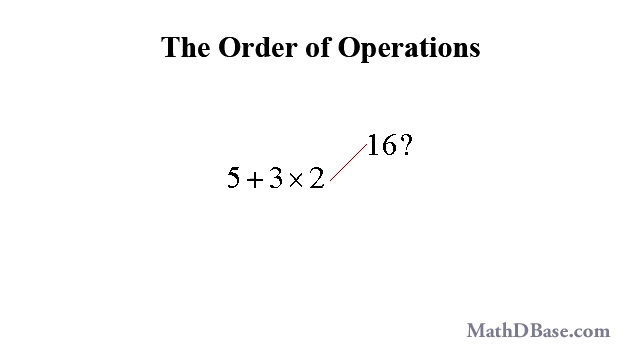 The Order of Operations
16?
5 + 3 × 2
MathDBase.com